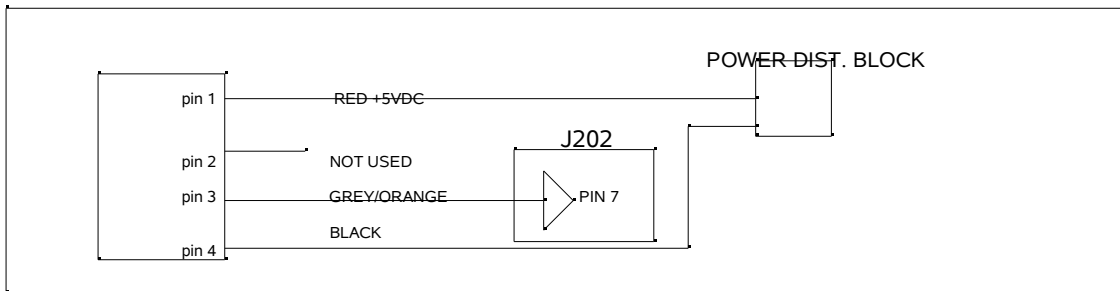 POWER DIST. BLOCK
pin 1 RED +5VDC
J202
pin 2 NOT USED
pin 3 GREY/ORANGE PIN 7
BLACK
pin 4